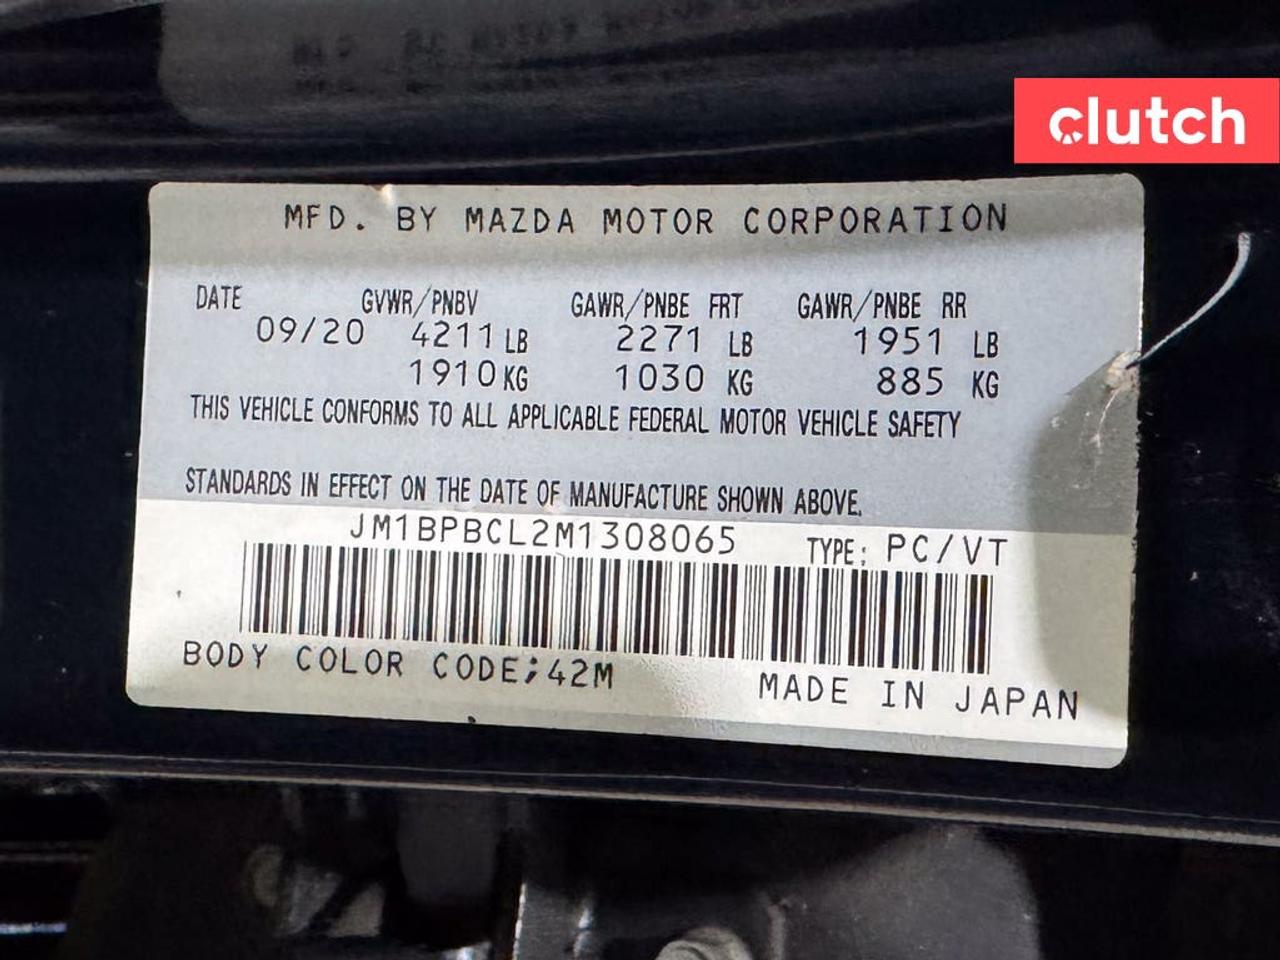 clutch
MFD. BY MAZDA MOTOR CORPORATION
DATE GVWR/PNBV GAWR/PNBE FRT GAWR/PNBE RR
09/20 4211 LB 2271 LB 1951 LB
1910 KG 1030 KG 885 KG
THIS VEHICLE CONFORMS TO ALL APPLICABLE FEDERAL MOTOR VEHICLE SAFETY
STANDARDS IN EFFECT ON THE DATE OF MANUFACTURE SHOWN ABOVE.
JM1BPBCL2M1308065 TYPE: PC/VT
BODY COLOR CODE;42M
MADE IN JAPAN